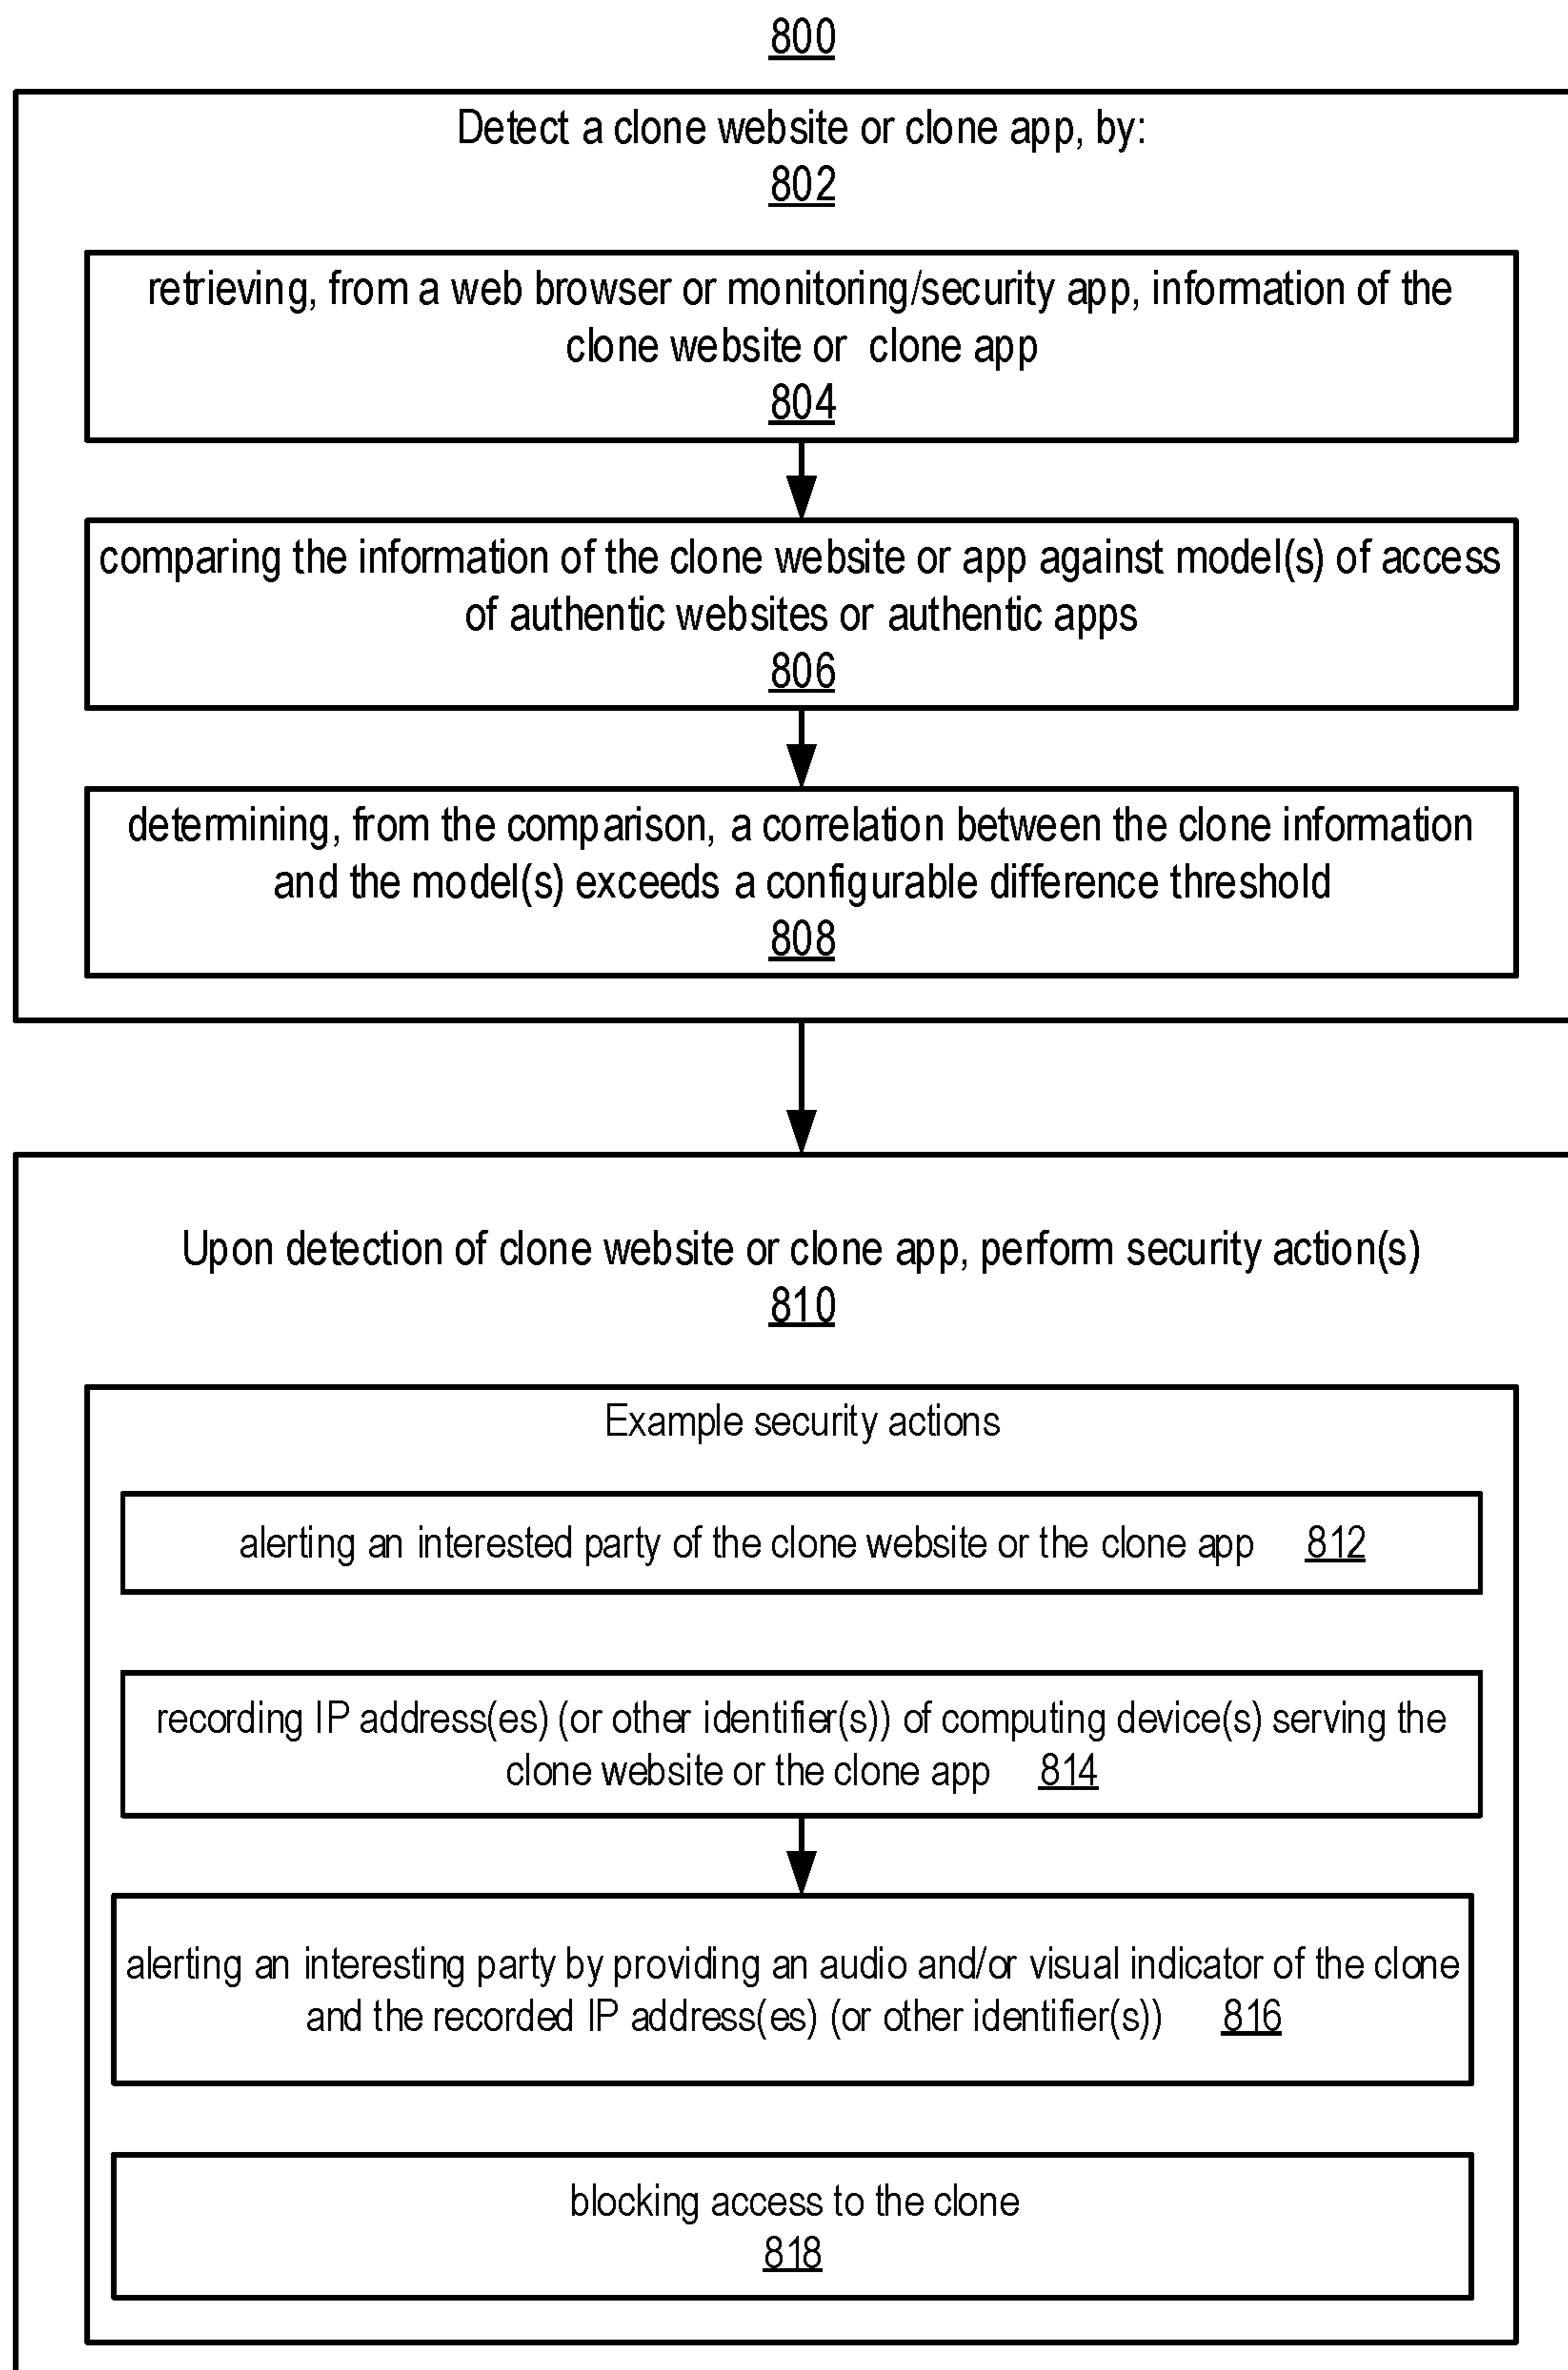 800
Detect a clone website or clone app, by:
802
retrieving, from a web browser or monitoring/security app, information of the
clone website or clone app
804
comparing the information of the clone website or app against model(s) of access
of authentic websites or authentic apps
806
determining, from the comparison, a correlation between the clone information
and the model(s) exceeds a configurable difference threshold
808
Upon detection of clone website or clone app, perform security action(s)
810
Example security actions
alerting an interested party of the clone website or the clone app 812
recording IP address(es) (or other identifier(s)) of computing device(s) serving the
clone website or the clone app 814
alerting an interesting party by providing an audio and/or visual indicator of the clone
and the recorded IP address(es) (or other identifier(s)) 816
blocking access to the clone
818